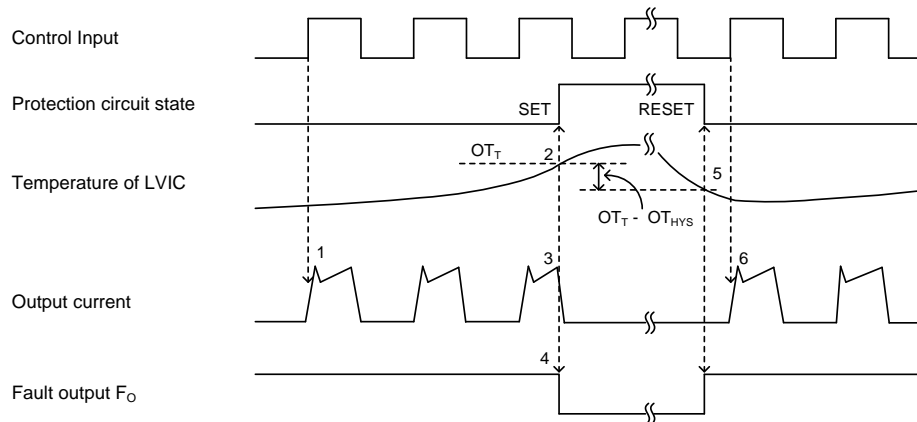 Control Input
Protection circuit state
SET
RESET
OT_T
2
5
Temperature of LVIC
OT_T - OT_HYS
1
3
6
Output current
4
Fault output F_O